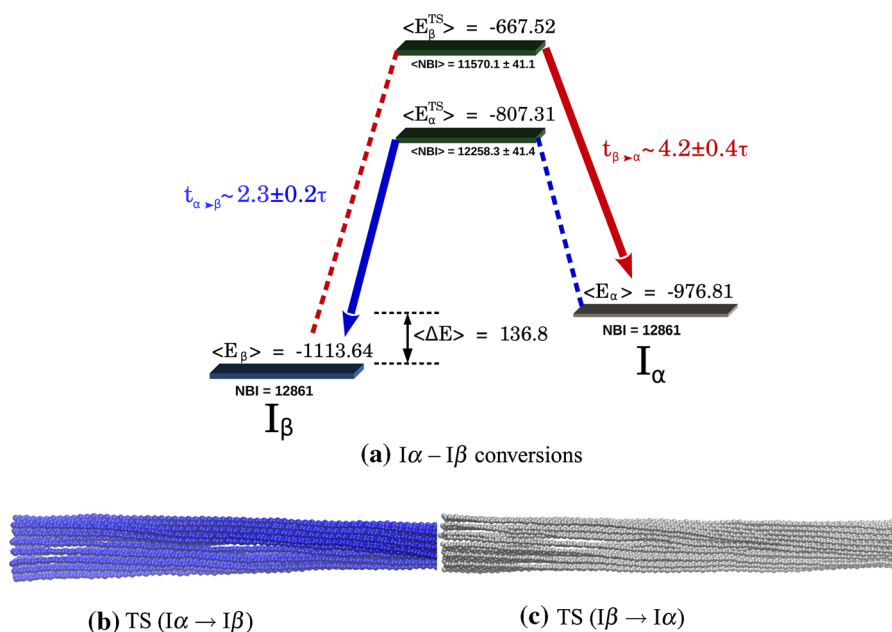 <E_β^TS> = -667.52
<NBI> = 11570.1 ± 41.1
<E_α^TS> = -807.31
<NBI> = 12258.3 ± 41.4
t_α➤β ~ 2.3±0.2τ
t_β➤α ~ 4.2±0.4τ
<E_α> = -976.81
NBI = 12861
I_α
<ΔE> = 136.8
<E_β> = -1113.64
NBI = 12861
I_β
(a) Iα – Iβ conversions
(b) TS (Iα → Iβ)
(c) TS (Iβ → Iα)